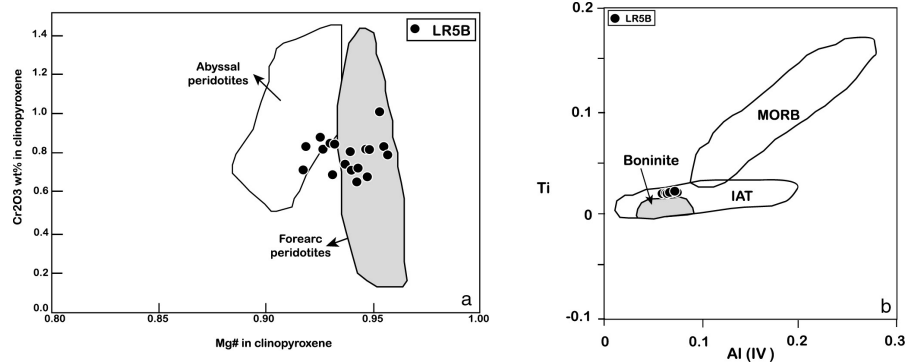 LR5B
1.4
1.2
1.0
0.8
0.6
0.4
0.2
0.0
Cr2O3 wt% in clinopyroxene
Abyssal
peridotites
Forearc
peridotites
a
0.80
0.85
0.90
0.95
1.00
Mg# in clinopyroxene
LR5B
0.2
0.1
0
-0.1
Ti
MORB
Boninite
IAT
b
0
0.1
0.2
0.3
Al (IV )